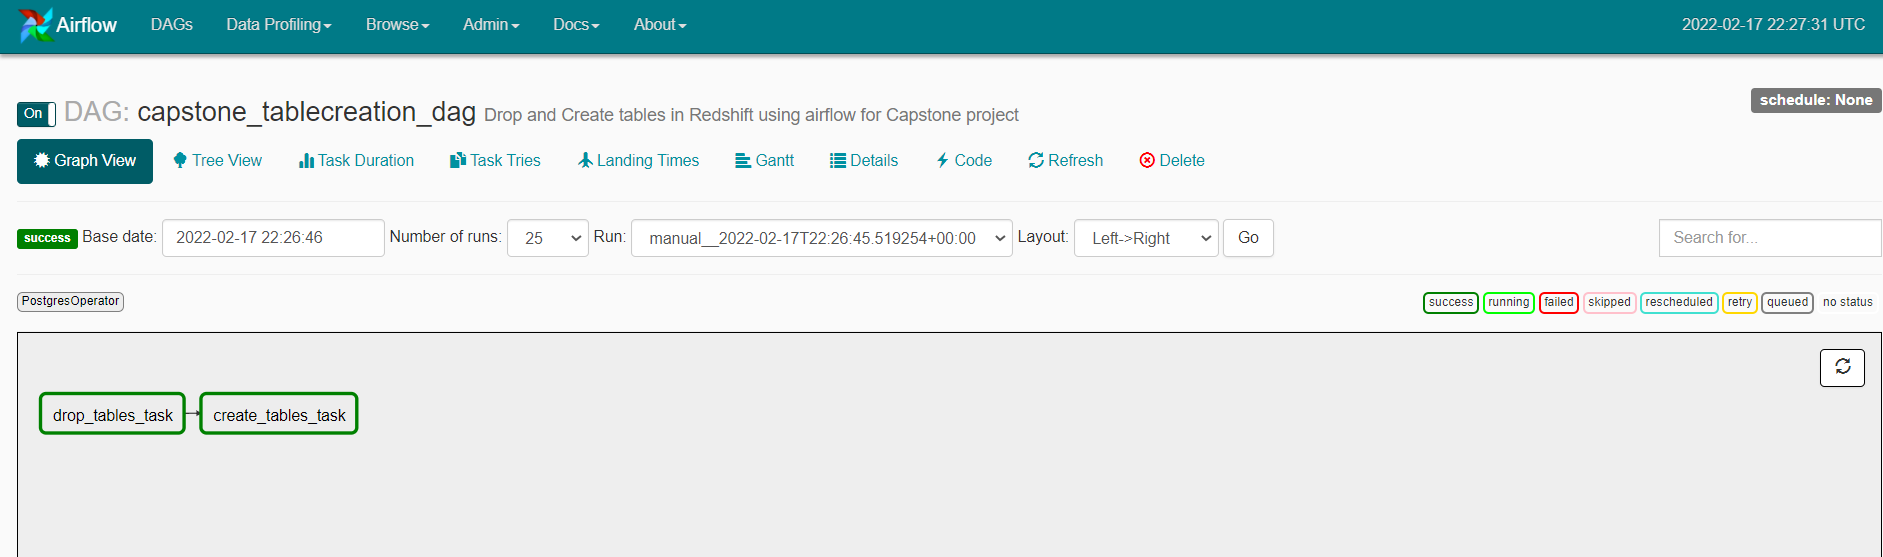 Airflow DAGs Data Profiling Browse Admin Docs About 2022-02-17 22:27:31 UTC
schedule: None
On DAG: capstone_tablecreation_dag Drop and Create tables in Redshift using airflow for Capstone project
Graph View Tree View Task Duration Task Tries Landing Times Gantt Details Code Refresh Delete
success Base date: 2022-02-17 22:26:46 Number of runs: 25 Run: manual__2022-02-17T22:26:45.519254+00:00 Layout: Left->Right Go Search for...
PostgresOperator success running failed skipped rescheduled retry queued no status
drop_tables_task create_tables_task